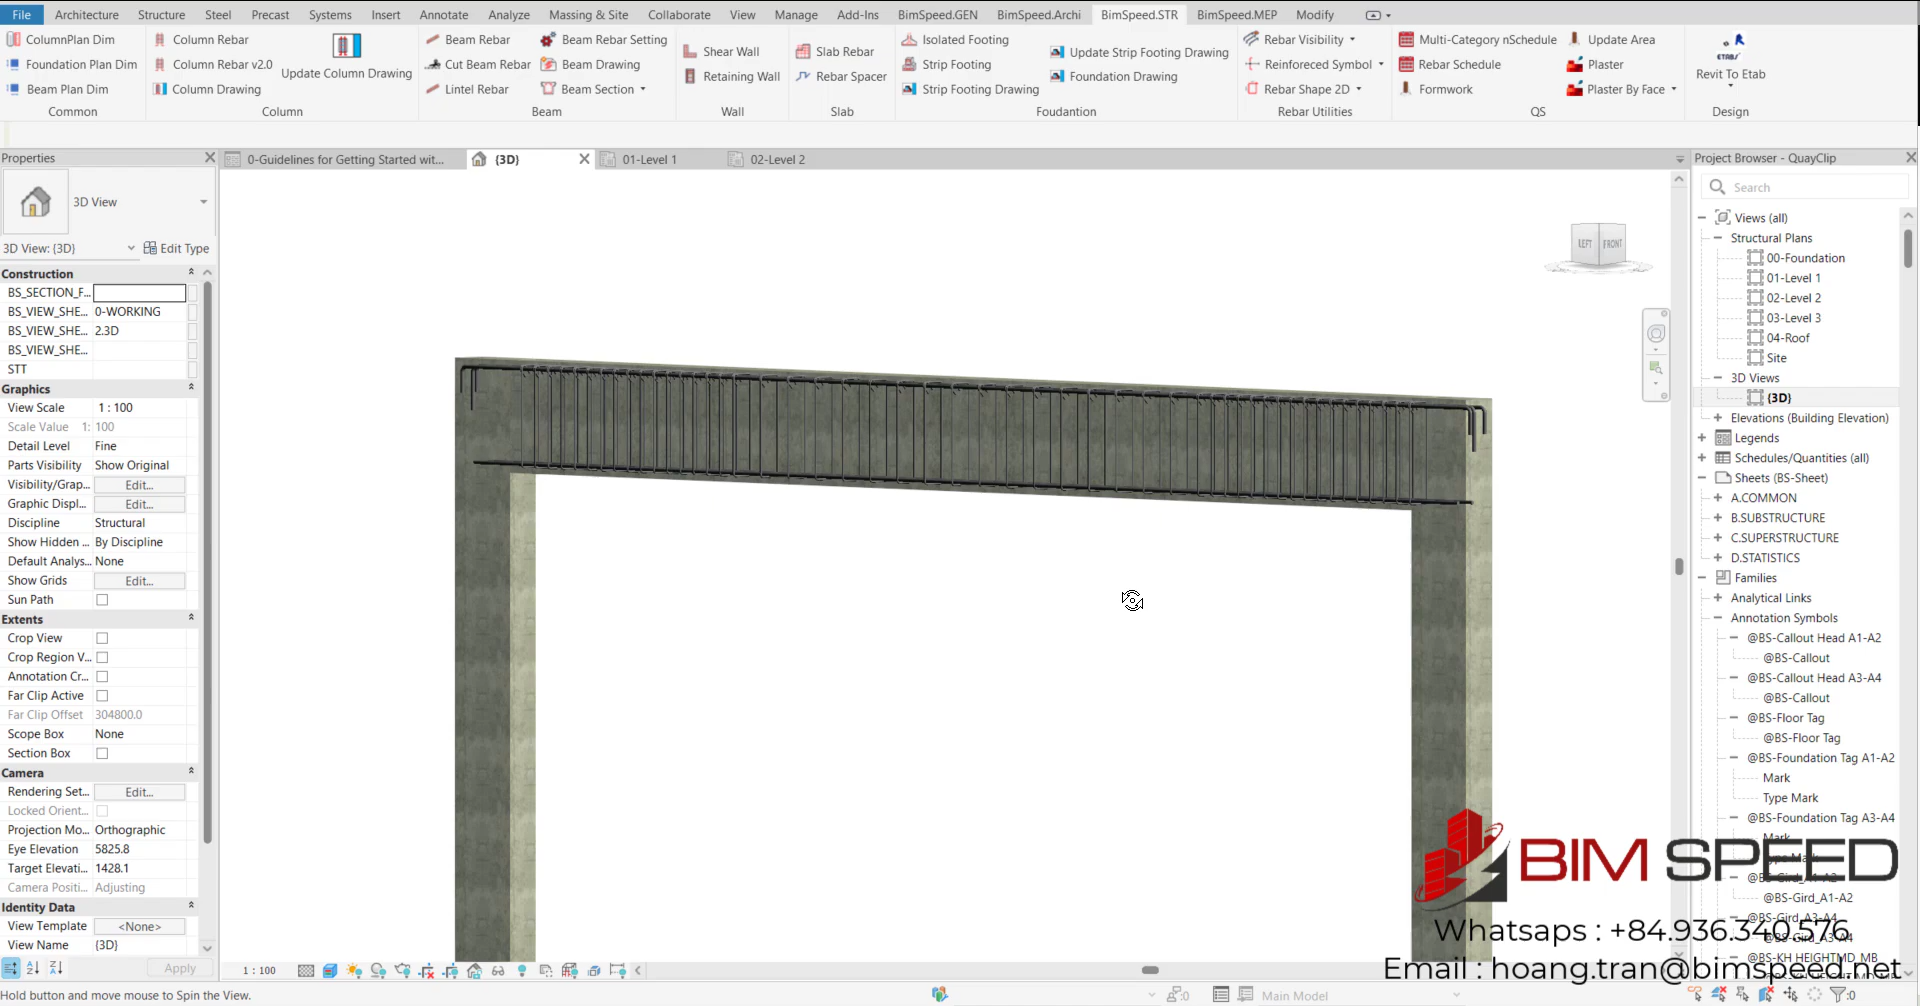 File Architecture Structure Steel Precast Systems Insert Annotate Analyze Massing & Site Collaborate View Manage Add-Ins BimSpeed.GEN BimSpeed.Archi BimSpeed.STR BimSpeed.MEP Modify
ColumnPlan Dim
Foundation Plan Dim
Beam Plan Dim
Common
Column Rebar
Column Rebar v2.0
Column Drawing
Update Column Drawing
Column
Beam Rebar
Cut Beam Rebar
Lintel Rebar
Beam Rebar Setting
Beam Drawing
Beam Section
Beam
Shear Wall
Retaining Wall
Wall
Slab Rebar
Rebar Spacer
Slab
Isolated Footing
Strip Footing
Strip Footing Drawing
Update Strip Footing Drawing
Foundation Drawing
Foudantion
Rebar Visibility
Reinforeced Symbol
Rebar Shape 2D
Rebar Utilities
Multi-Category nSchedule
Rebar Schedule
Formwork
Update Area
Plaster
Plaster By Face
QS
R
ETABS
Revit To Etab
Design
Properties
3D View
3D View: {3D}
Edit Type
Construction
BS_SECTION_F...
BS_VIEW_SHE... 0-WORKING
BS_VIEW_SHE... 2.3D
BS_VIEW_SHE...
STT
Graphics
View Scale 1 : 100
Scale Value 1: 100
Detail Level Fine
Parts Visibility Show Original
Visibility/Grap... Edit...
Graphic Displ... Edit...
Discipline Structural
Show Hidden ... By Discipline
Default Analys... None
Show Grids Edit...
Sun Path
Extents
Crop View
Crop Region V...
Annotation Cr...
Far Clip Active
Far Clip Offset 304800.0
Scope Box None
Section Box
Camera
Rendering Set... Edit...
Locked Orient...
Projection Mo... Orthographic
Eye Elevation 5825.8
Target Elevati... 1428.1
Camera Positi... Adjusting
Identity Data
View Template <None>
View Name {3D}
Apply
0-Guidelines for Getting Started wit...
{3D}
01-Level 1
02-Level 2
LEFT FRONT
Project Browser - QuayClip
Search
Views (all)
Structural Plans
00-Foundation
01-Level 1
02-Level 2
03-Level 3
04-Roof
Site
3D Views
{3D}
Elevations (Building Elevation)
Legends
Schedules/Quantities (all)
Sheets (BS-Sheet)
A.COMMON
B.SUBSTRUCTURE
C.SUPERSTRUCTURE
D.STATISTICS
Families
Analytical Links
Annotation Symbols
@BS-Callout Head A1-A2
@BS-Callout
@BS-Callout Head A3-A4
@BS-Callout
@BS-Floor Tag
@BS-Floor Tag
@BS-Foundation Tag A1-A2
Mark
Type Mark
@BS-Foundation Tag A3-A4
Mark
@BS-Gird_A1-A2
@BS-Gird_A3-A4
BIM SPEED
Whatsaps : +84.936.340.576
Email : hoang.tran@bimspeed.net
1 : 100
Hold button and move mouse to Spin the View.
:0
Main Model
:0